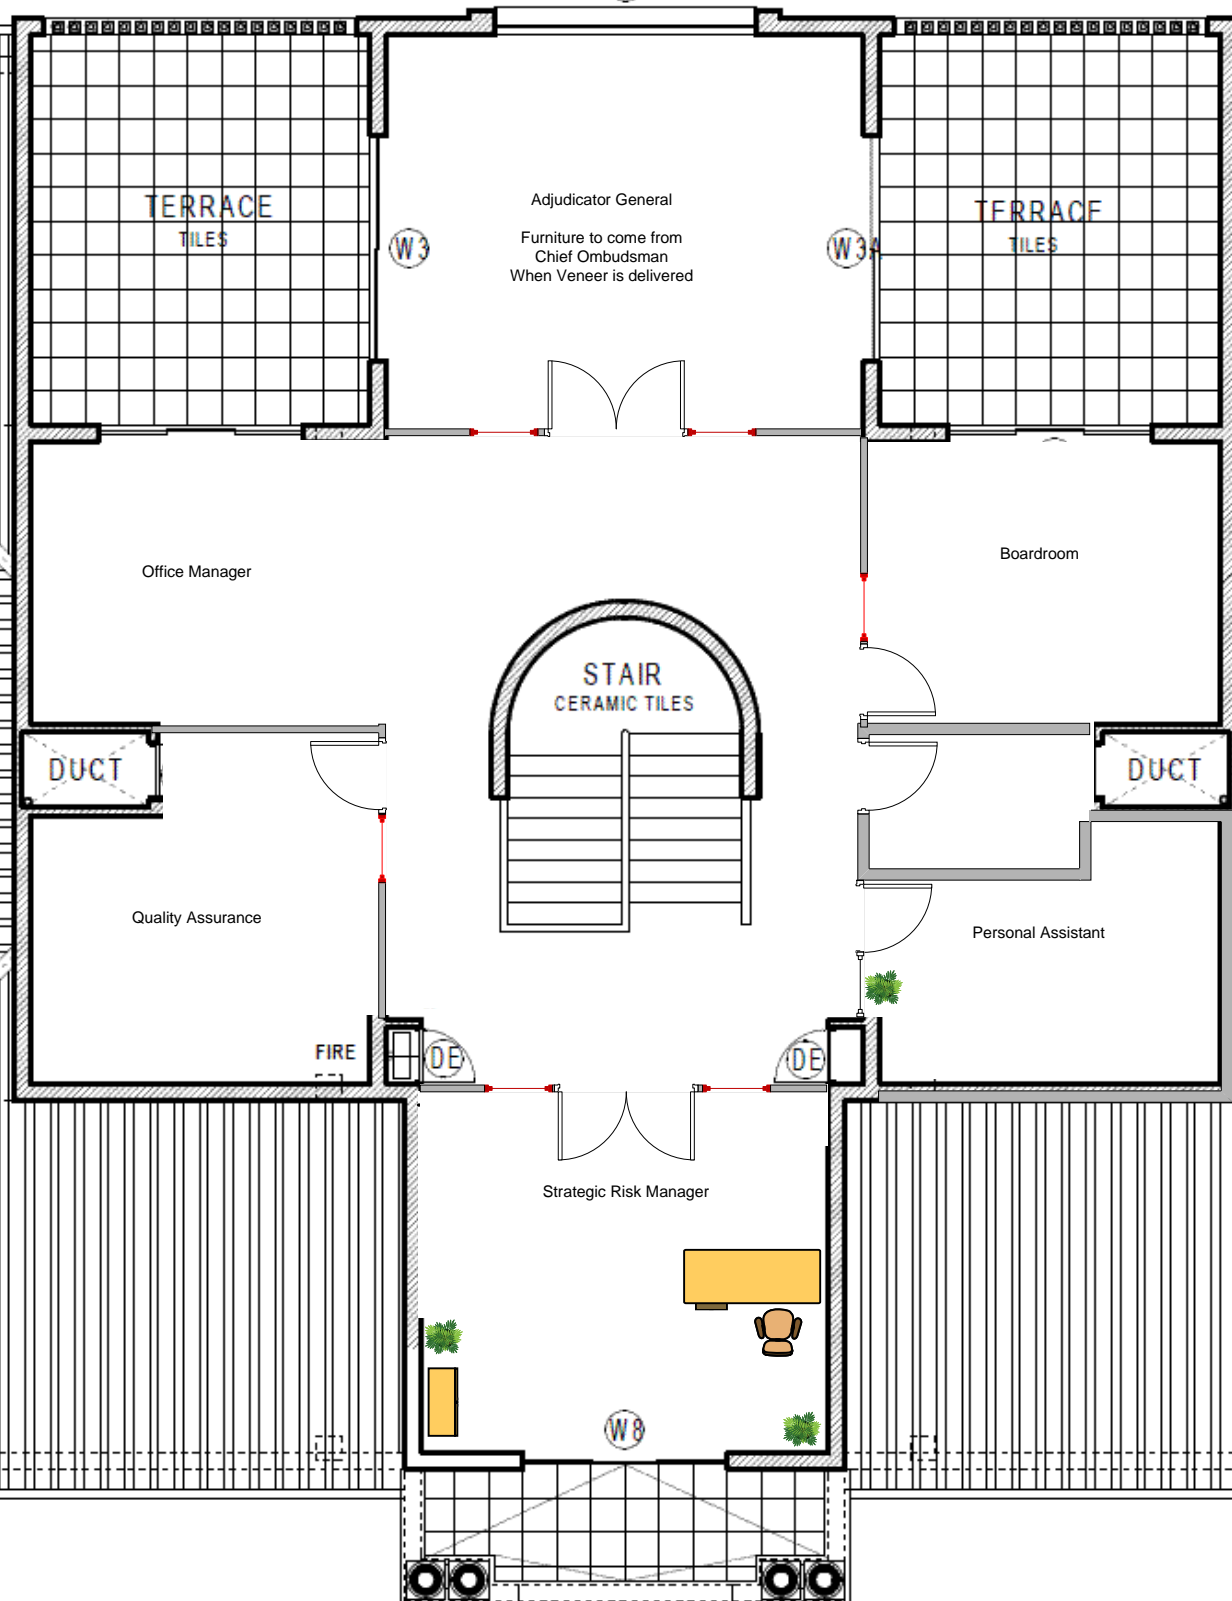 TERRACE
TILES
Adjudicator General
Furniture to come from
Chief Ombudsman
When Veneer is delivered
W3
W3A
TERRACE
TILES
Office Manager
Boardroom
STAIR
CERAMIC TILES
DUCT
DUCT
Quality Assurance
Personal Assistant
FIRE
DE
DE
Strategic Risk Manager
W8